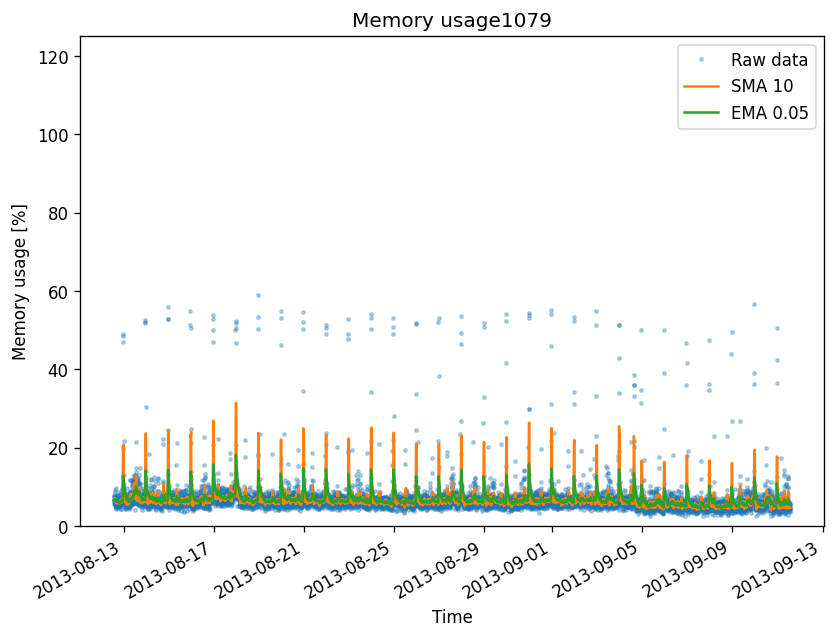 Memory usage1079
120
100
80
60
40
20
0
Memory usage [%]
Raw data
SMA 10
EMA 0.05
2013-08-13
2013-08-17
2013-08-21
2013-08-25
2013-08-29
2013-09-01
2013-09-05
2013-09-09
2013-09-13
Time